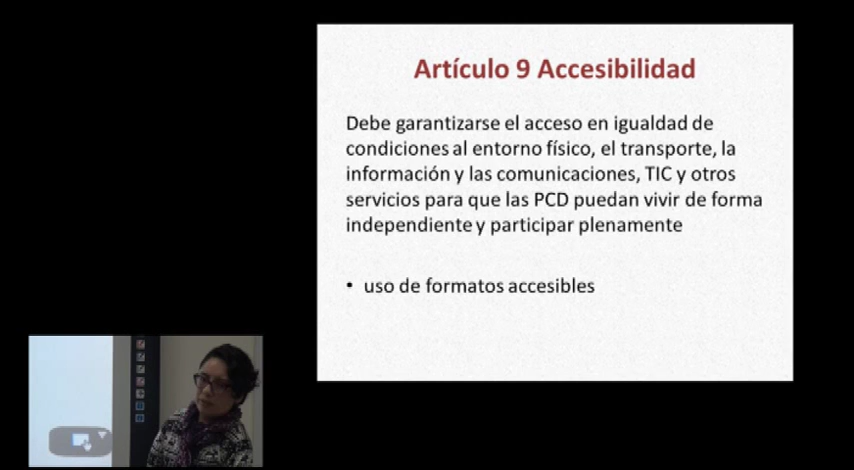 Artículo 9 Accesibilidad
Debe garantizarse el acceso en igualdad de
condiciones al entorno físico, el transporte, la
información y las comunicaciones, TIC y otros
servicios para que las PCD puedan vivir de forma
independiente y participar plenamente
• uso de formatos accesibles